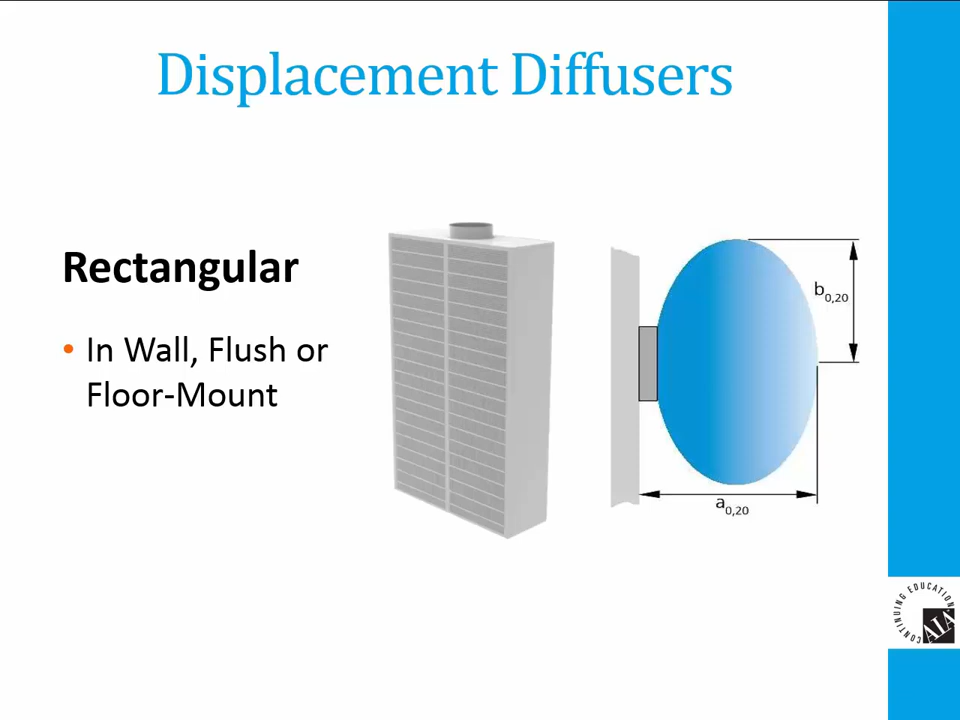 Displacement Diffusers
Rectangular
• In Wall, Flush or
Floor-Mount
b0,20
a0,20
CONTINUING EDUCATION
AIA